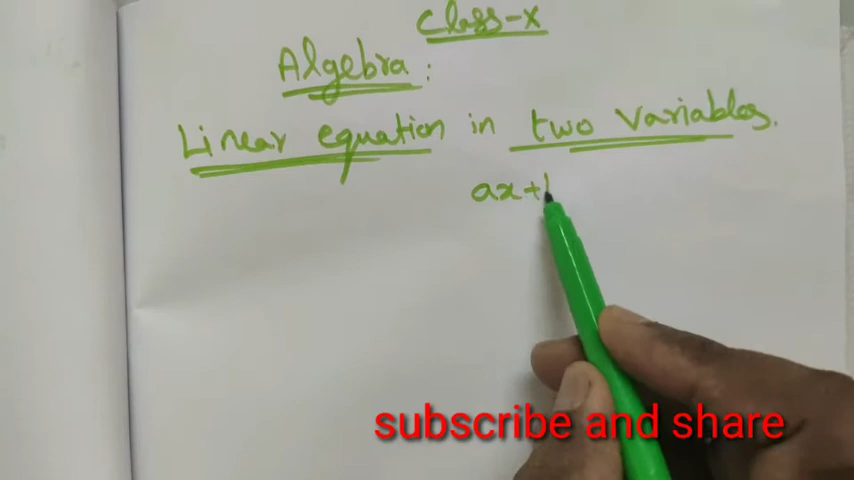 Class-X
Algebra:
Linear equation in two variables.
ax+
subscribe and share